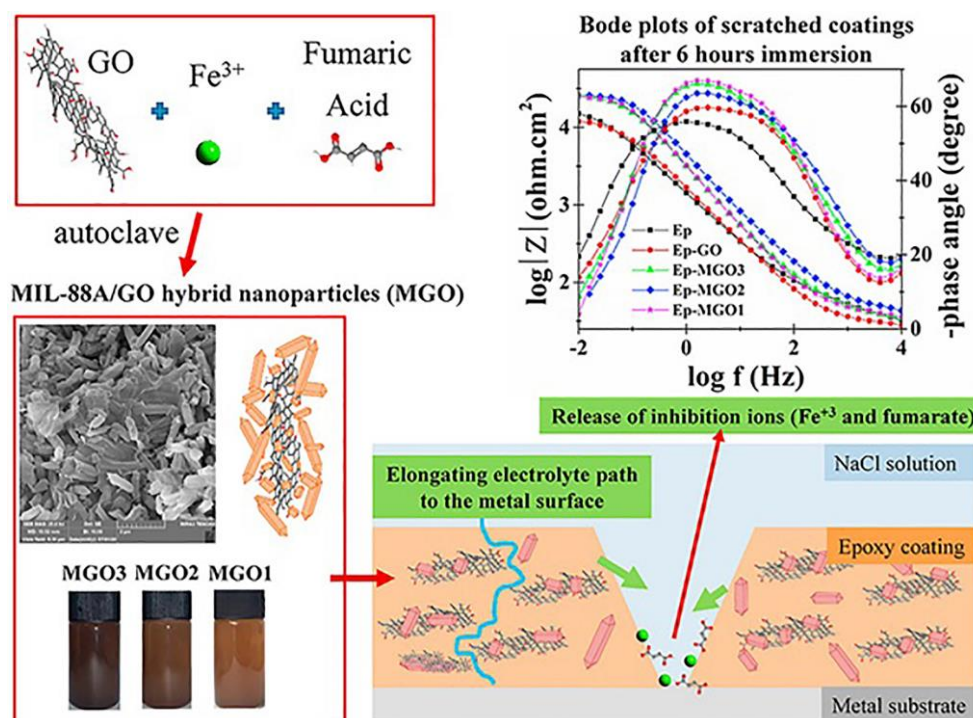 GO
Fe3+
Fumaric
Acid
autoclave
MIL-88A/GO hybrid nanoparticles (MGO)
MGO3 MGO2 MGO1
Bode plots of scratched coatings
after 6 hours immersion
log |Z| (ohm.cm2)
4
3
2
Ep
Ep-GO
Ep-MGO3
Ep-MGO2
Ep-MGO1
60
50
40
30
20
10
0
-phase angle (degree)
-2 0 2 4
log f (Hz)
Release of inhibition ions (Fe+3 and fumarate)
NaCl solution
Elongating electrolyte path
to the metal surface
Epoxy coating
Metal substrate